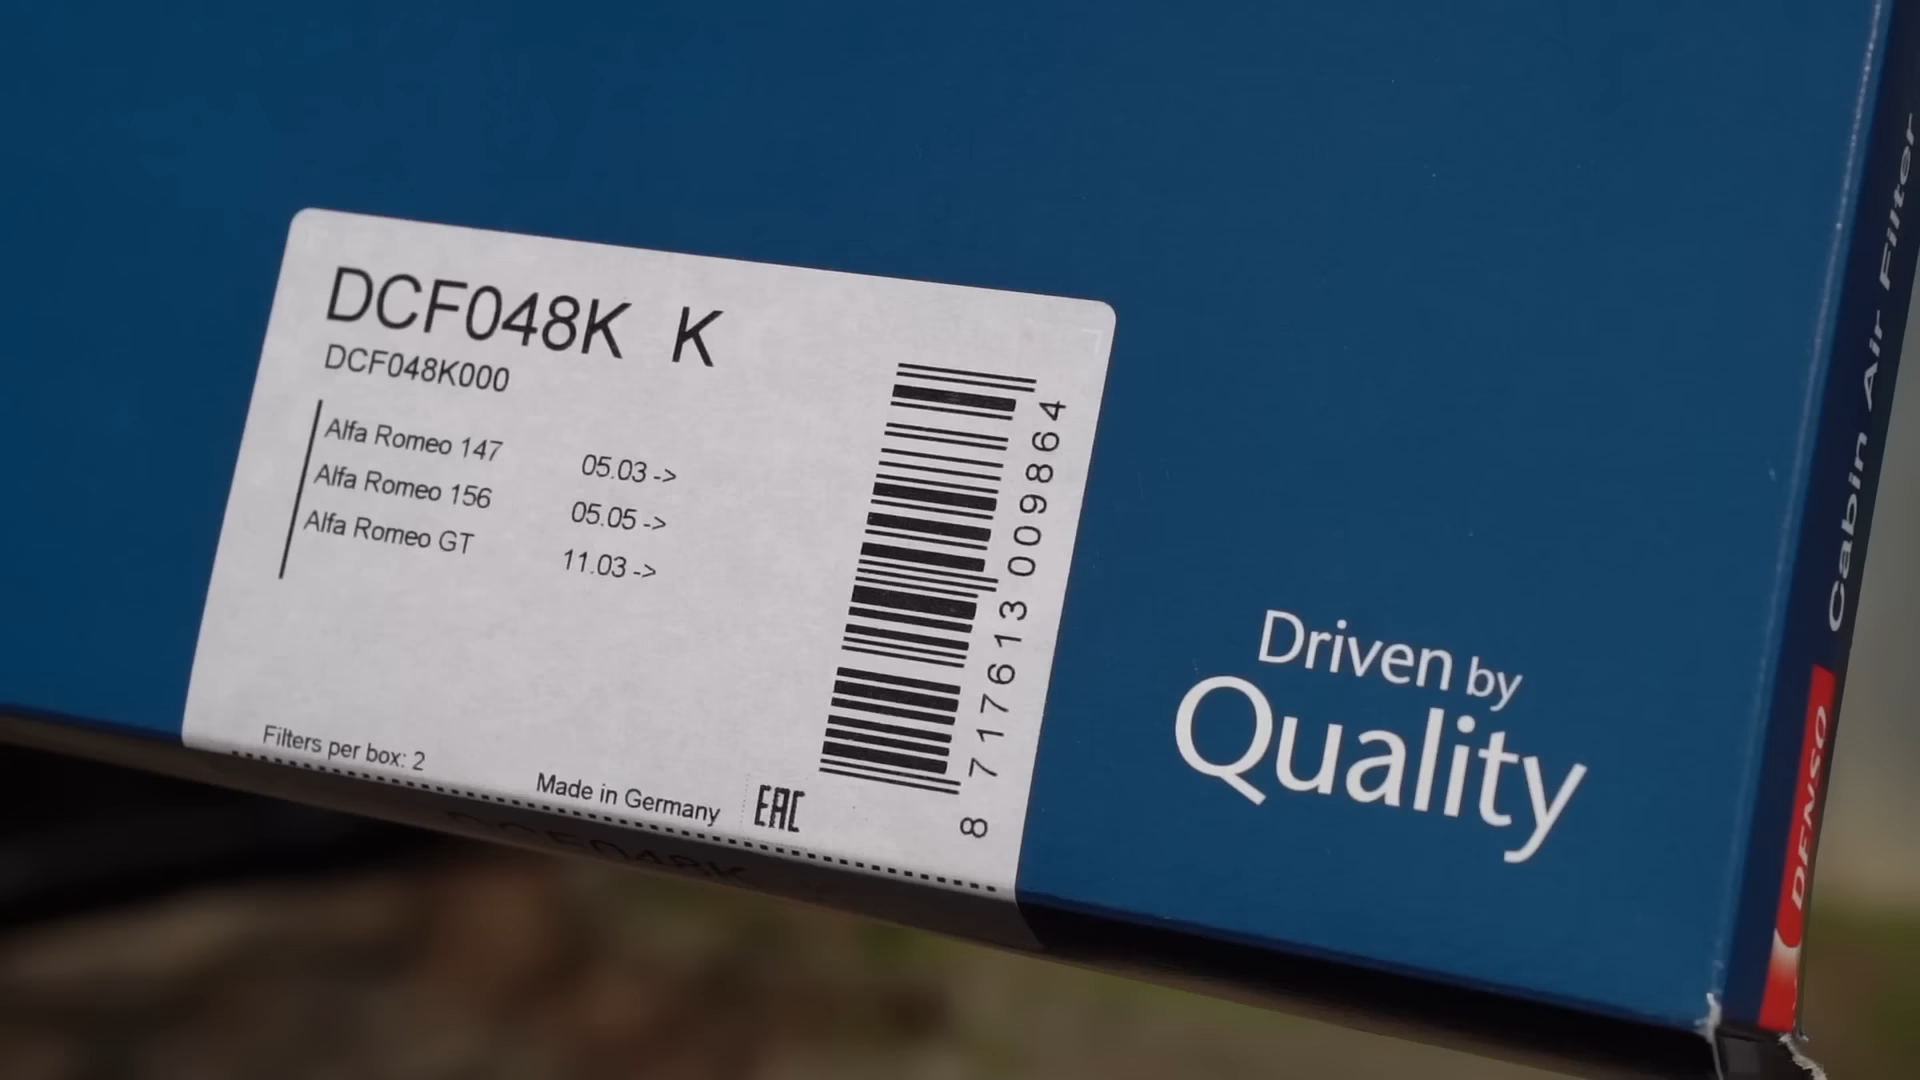 DCF048K K
DCF048K000
Alfa Romeo 147 05.03 ->
Alfa Romeo 156 05.05 ->
Alfa Romeo GT 11.03 ->
Filters per box: 2
Made in Germany
EAC
8 717613 009864
Driven by
Quality
Cabin Air Filter
DENSO
DCF048K